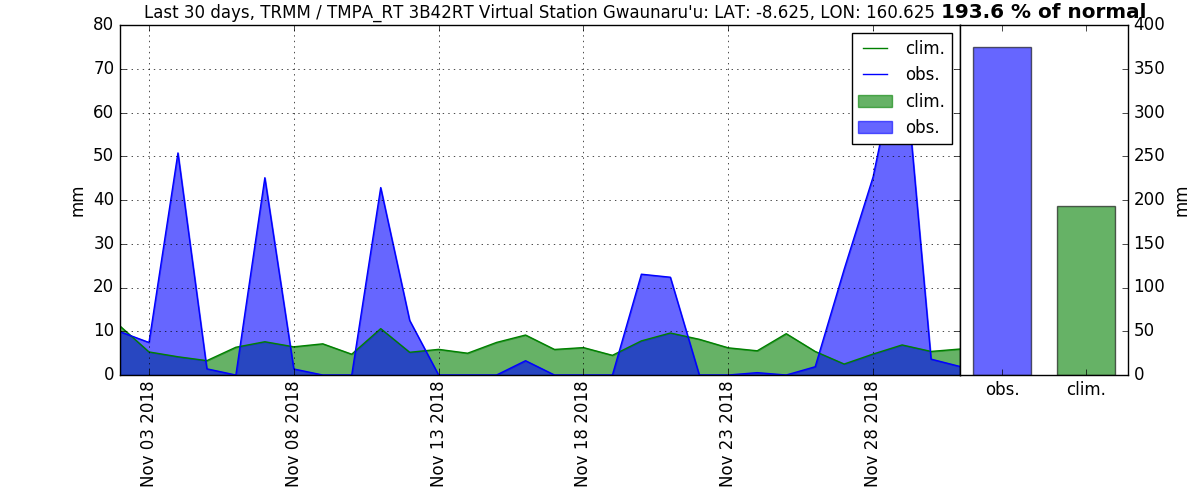 Last 30 days, TRMM / TMPA_RT 3B42RT Virtual Station Gwaunaru'u: LAT: -8.625, LON: 160.625 193.6 % of normal
80
70
60
50
40
30
20
10
0
mm
Nov 03 2018
Nov 08 2018
Nov 13 2018
Nov 18 2018
Nov 23 2018
Nov 28 2018
clim.
obs.
clim.
obs.
400
350
300
250
200
150
100
50
0
mm
obs.
clim.